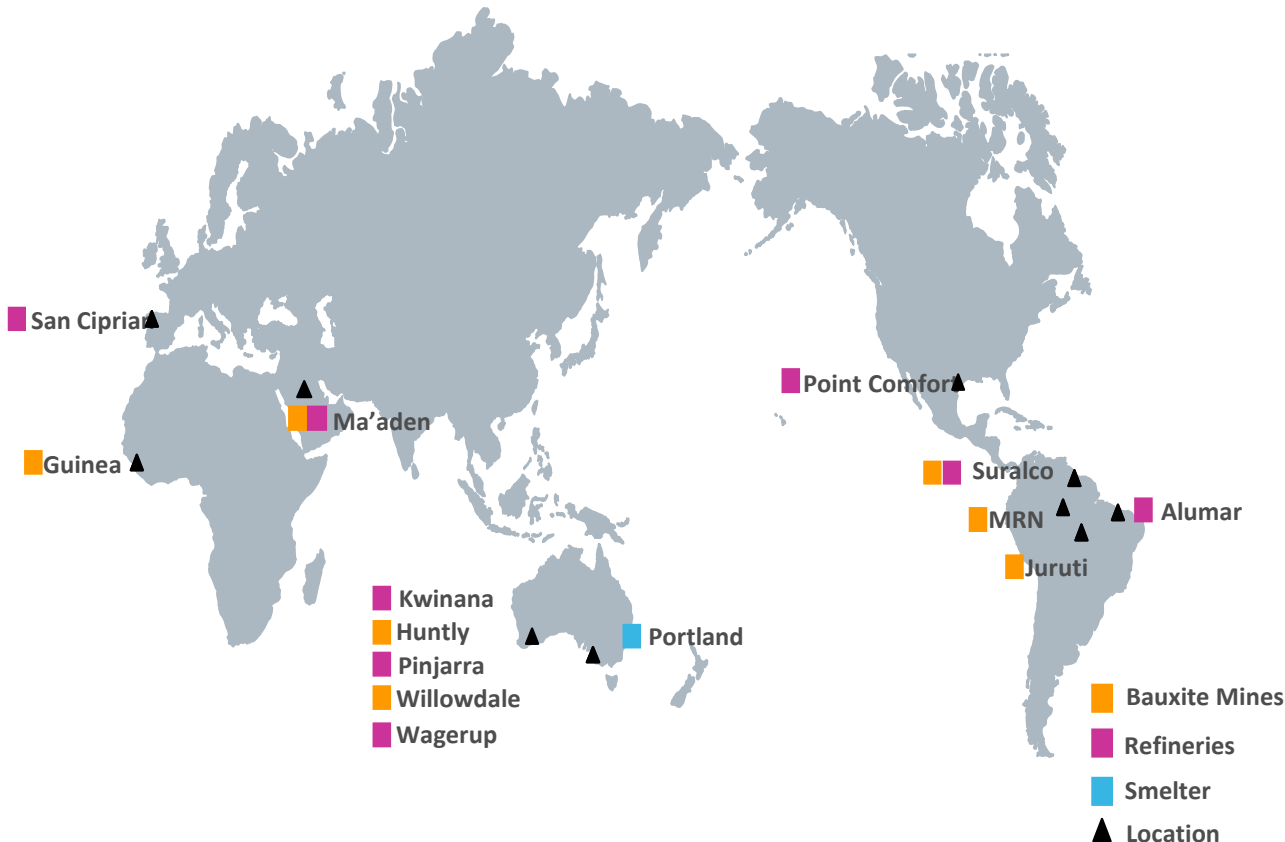 San Ciprian
Point Comfort
Ma’aden
Guinea
Suralco
MRN
Alumar
Juruti
Kwinana
Huntly
Pinjarra
Willowdale
Wagerup
Portland
Bauxite Mines
Refineries
Smelter
Location